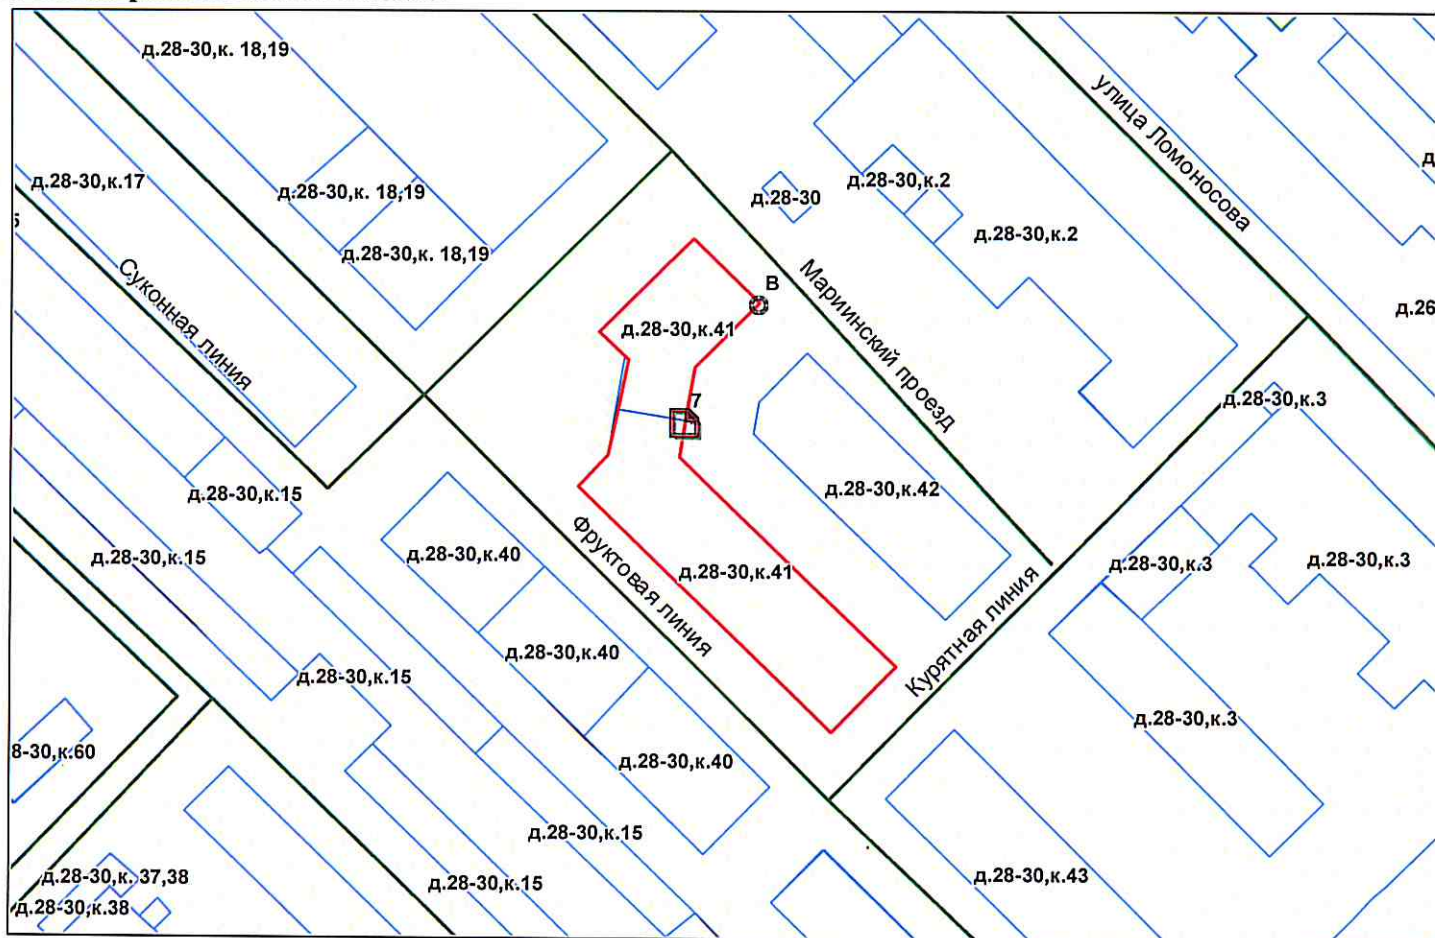 д.28-30,к. 18,19
улица Ломоносова
д.28-30,к.17
д.28-30,к. 18,19
д.28-30
д.28-30,к.2
5
д.28-30,к.2
д.28-30,к. 18,19
Суконная линия
В
д.26
д.28-30,к.41
Мариинский проезд
7
д.28-30,к.3
д.28-30,к.15
д.28-30,к.42
д.28-30,к.15
д.28-30,к.40
Фруктовая линия
д.28-30,к.41
д.28-30,к.3
д.28-30,к.3
Курятная линия
д.28-30,к.15
д.28-30,к.40
д.28-30,к.3
8-30,к.60
д.28-30,к.40
д.28-30,к.15
д.28-30,к. 37,38
д.28-30,к.15
д.28-30,к.43
д.28-30,к.38